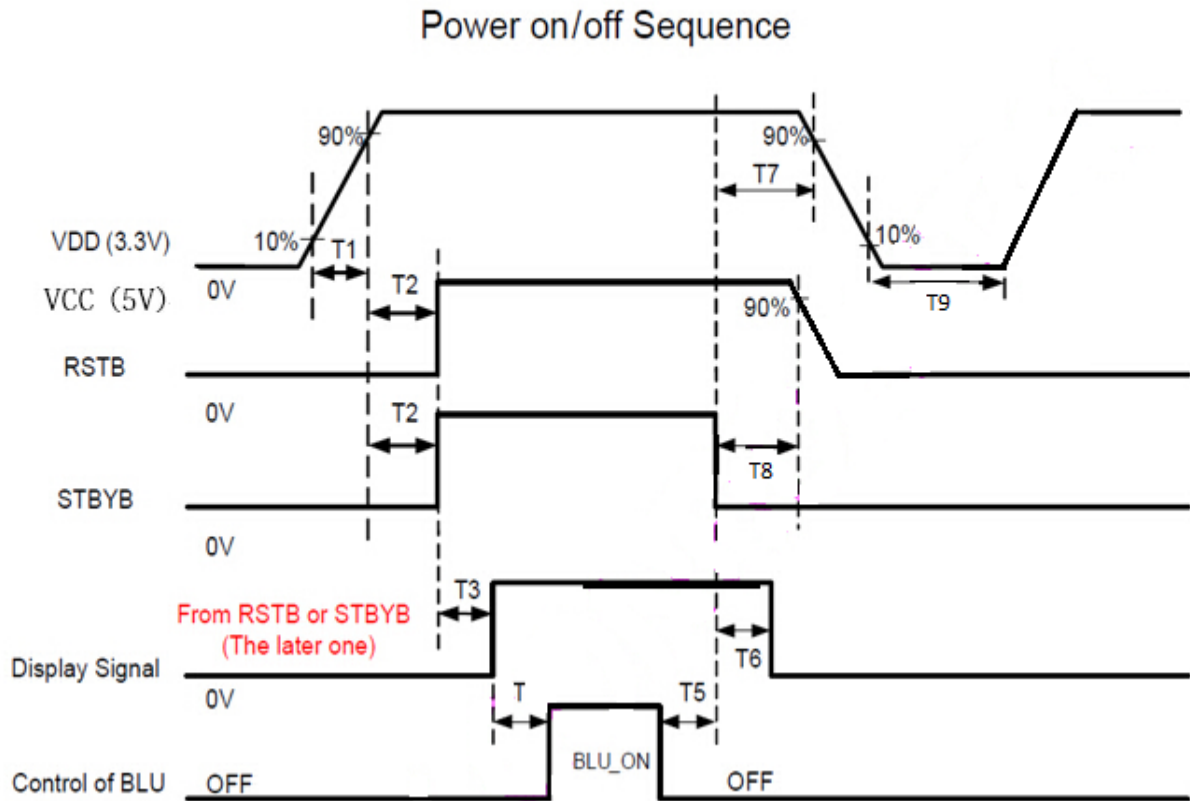 Power on/off Sequence
90%
90%
T7
VDD (3.3V)
10%
T1
10%
0V
VCC (5V)
T2
90%
T9
RSTB
0V
T2
T8
STBYB
0V
T3
From RSTB or STBYB
(The later one)
T6
Display Signal
0V
T
T5
BLU_ON
Control of BLU
OFF
OFF